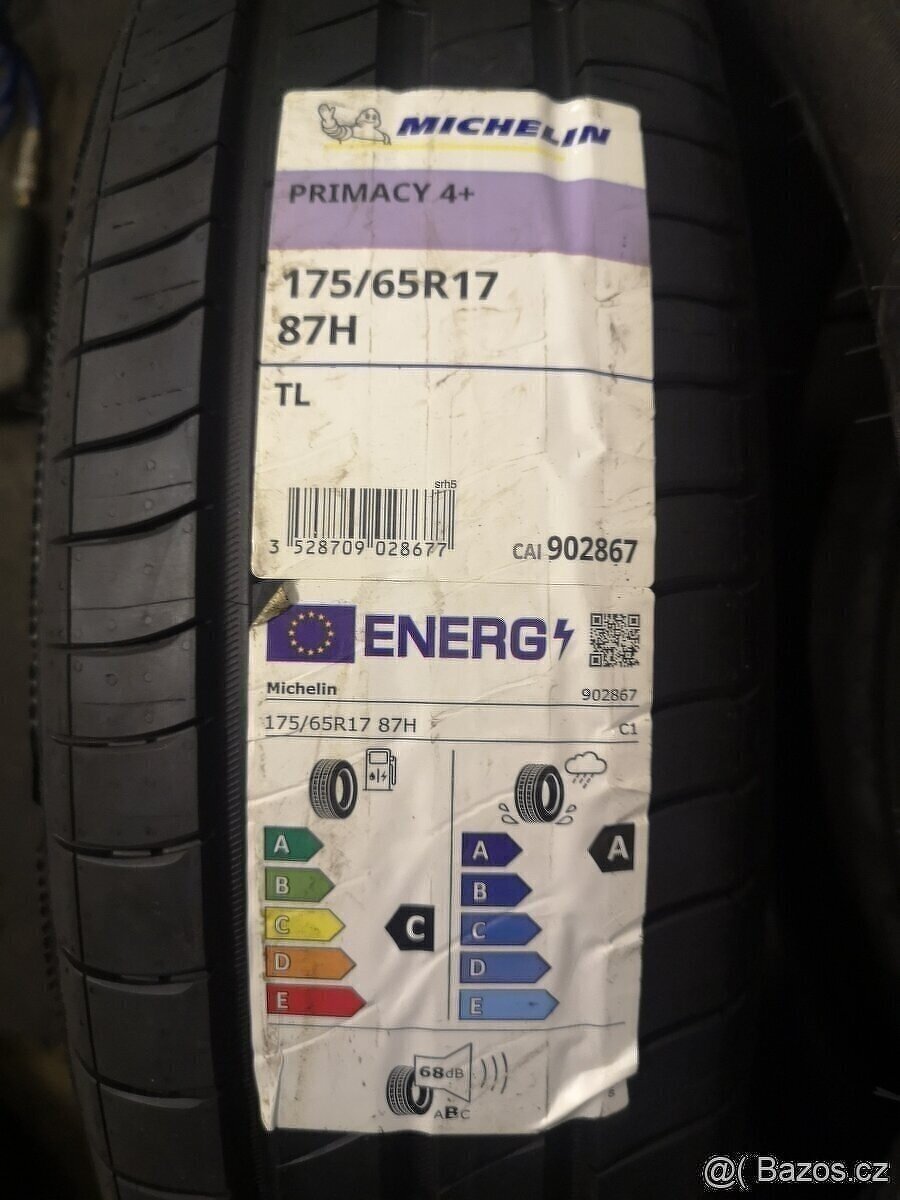 MICHELIN
PRIMACY 4+
175/65R17
87H
TL
srh5
3 528709 028677
CAI 902867
ENERG
Michelin 902867
175/65R17 87H C1
A
B
C
D
E
C
A
B
C
D
E
A
68dB
ABC
@( Bazos.cz